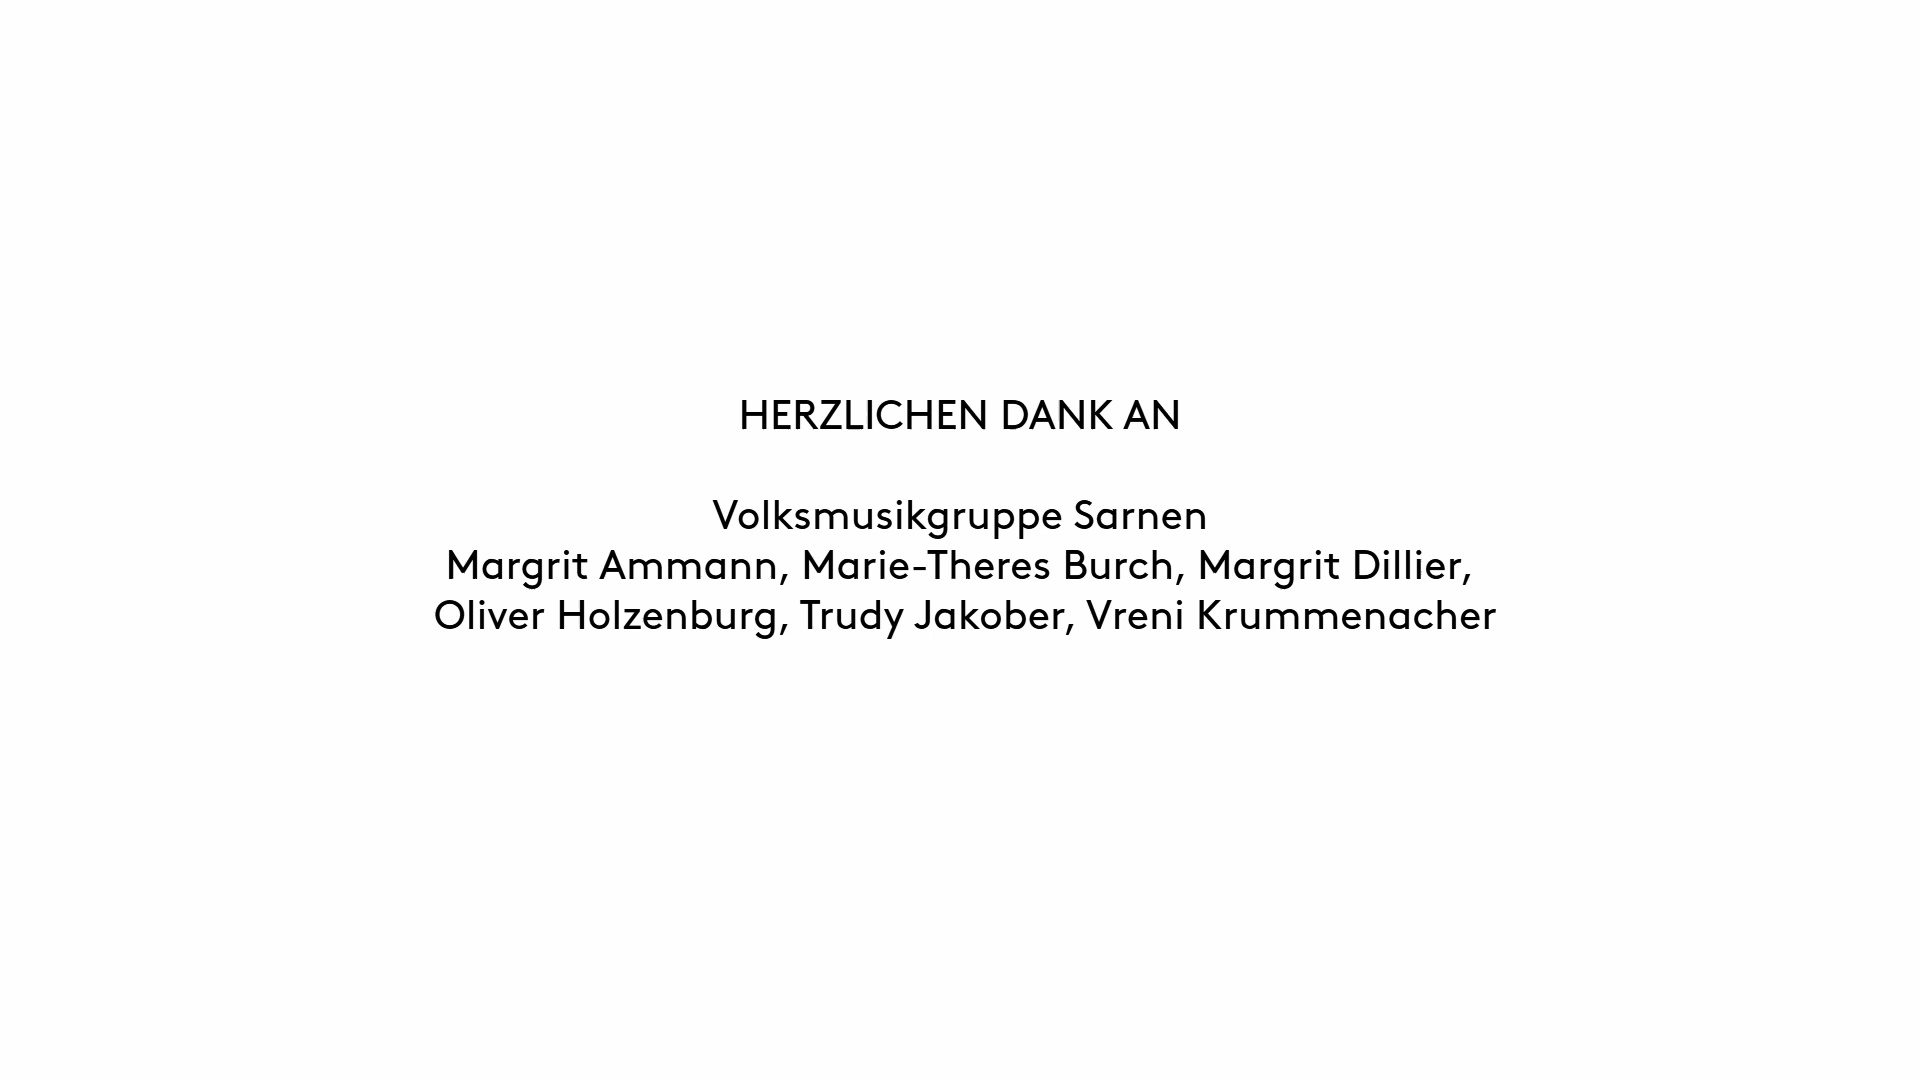 HERZLICHEN DANK AN
Volksmusikgruppe Sarnen
Margrit Ammann, Marie-Theres Burch, Margrit Dillier,
Oliver Holzenburg, Trudy Jakober, Vreni Krummenacher